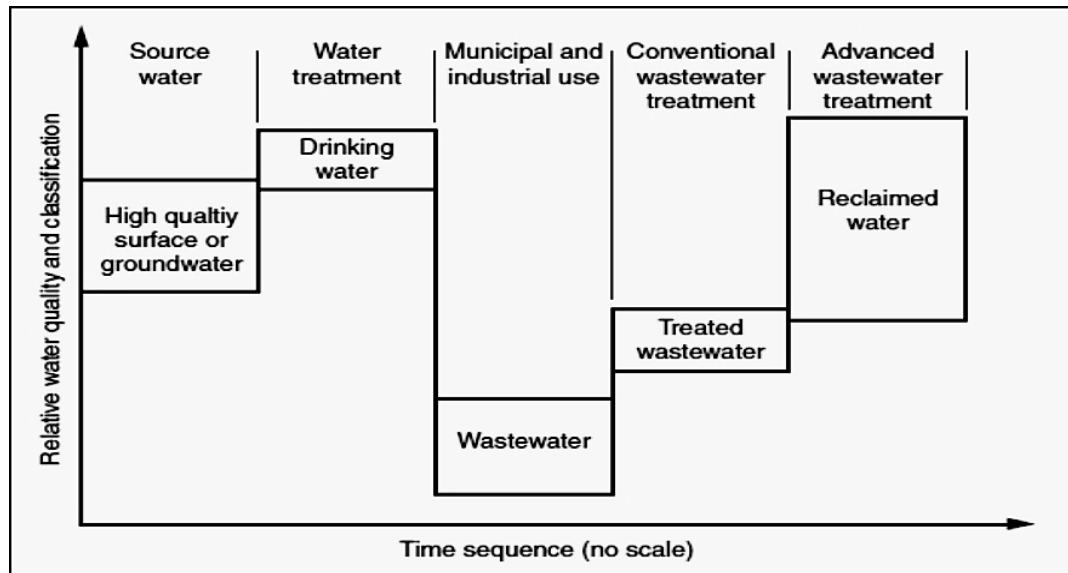 Source
water
Water
treatment
Municipal and
industrial use
Conventional
wastewater
treatment
Advanced
wastewater
treatment
Relative water quality and classification
High qualtiy
surface or
groundwater
Drinking
water
Wastewater
Treated
wastewater
Reclaimed
water
Time sequence (no scale)